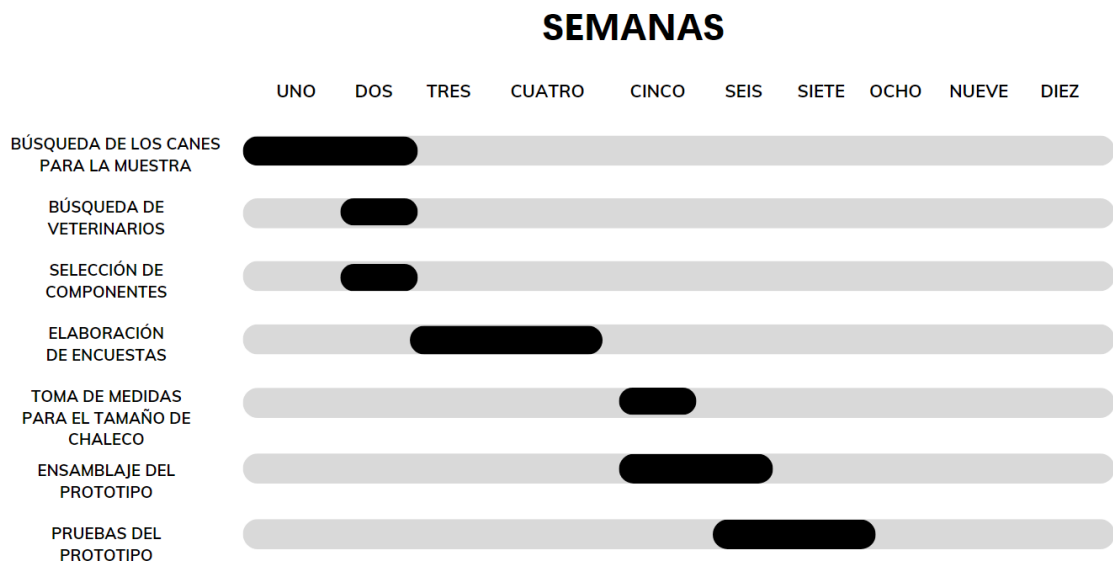 SEMANAS
UNO DOS TRES CUATRO CINCO SEIS SIETE OCHO NUEVE DIEZ
BÚSQUEDA DE LOS CANES
PARA LA MUESTRA
BÚSQUEDA DE
VETERINARIOS
SELECCIÓN DE
COMPONENTES
ELABORACIÓN
DE ENCUESTAS
TOMA DE MEDIDAS
PARA EL TAMAÑO DE
CHALECO
ENSAMBLAJE DEL
PROTOTIPO
PRUEBAS DEL
PROTOTIPO